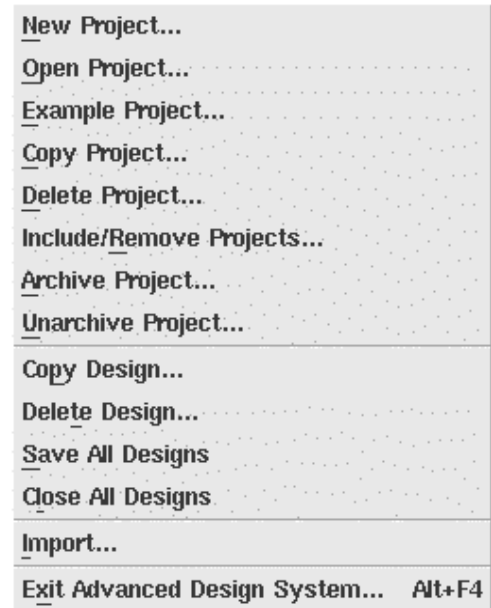 New Project...
Open Project...
Example Project...
Copy Project...
Delete Project...
Include/Remove Projects...
Archive Project...
Unarchive Project...
Copy Design...
Delete Design...
Save All Designs
Close All Designs
Import...
Exit Advanced Design System... Alt+F4